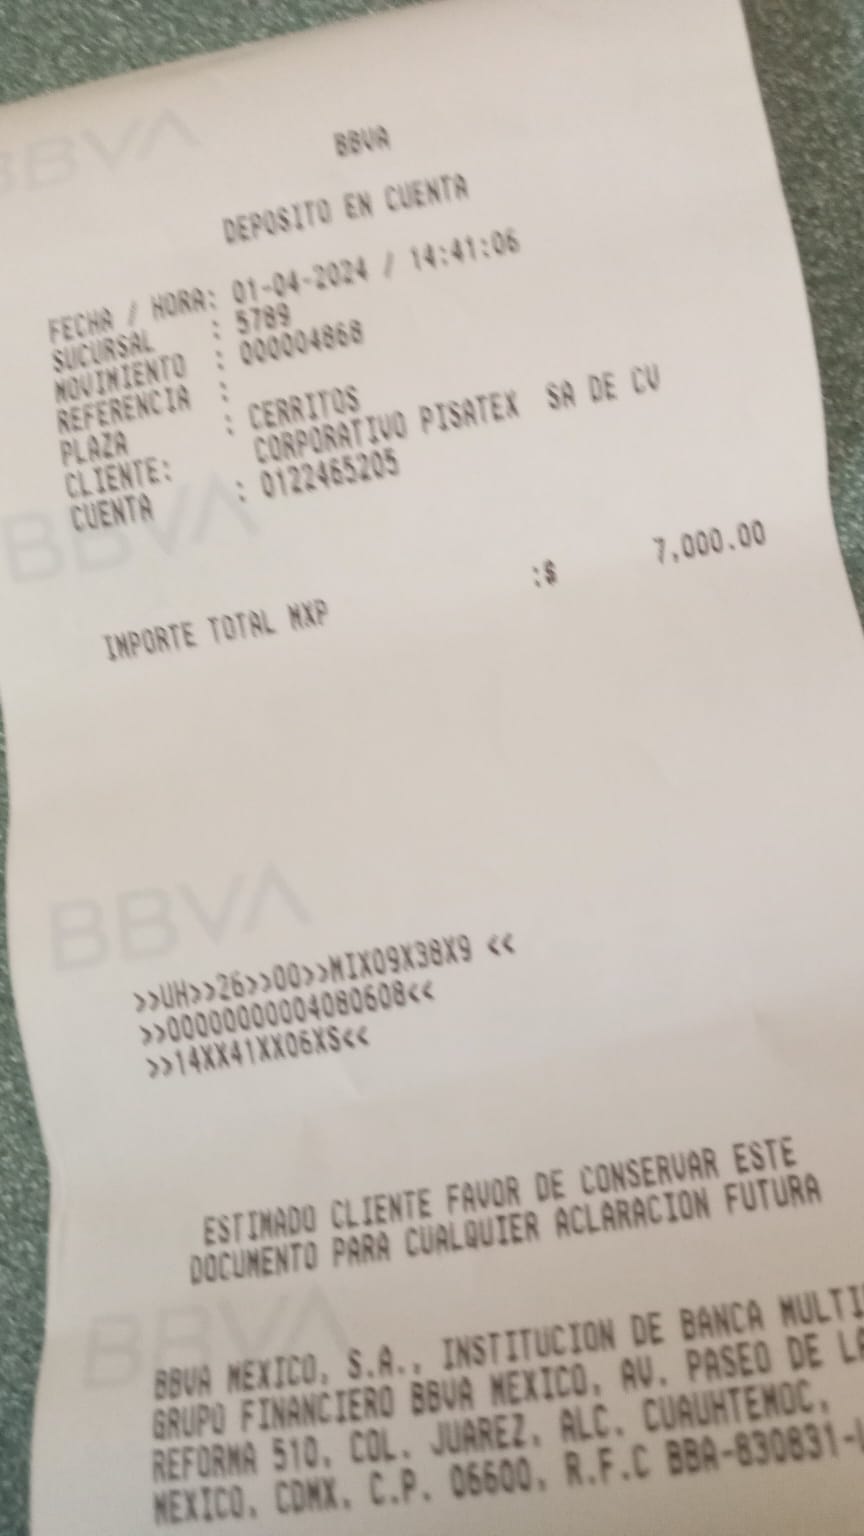 BBVA
DEPOSITO EN CUENTA
FECHA / HORA: 01-04-2024 / 14:41:06
SUCURSAL : 5789
MOVIMIENTO : 000004868
REFERENCIA :
PLAZA : CERRITOS
CLIENTE: CORPORATIVO PISATEX SA DE CV
CUENTA : 0122465205
IMPORTE TOTAL MXP :$ 7,000.00
>>UH>>26>>00>>MIX09X38X9 <<
>>00000000004080608<<
>>14XX41XX06XS<<
ESTIMADO CLIENTE FAVOR DE CONSERVAR ESTE
DOCUMENTO PARA CUALQUIER ACLARACION FUTURA
BBVA MEXICO, S.A., INSTITUCION DE BANCA MULTI
GRUPO FINANCIERO BBVA MEXICO, AV. PASEO DE LA
REFORMA 510, COL. JUAREZ, ALC. CUAUHTEMOC,
MEXICO, CDMX, C.P. 06600, R.F.C BBA-830831-L